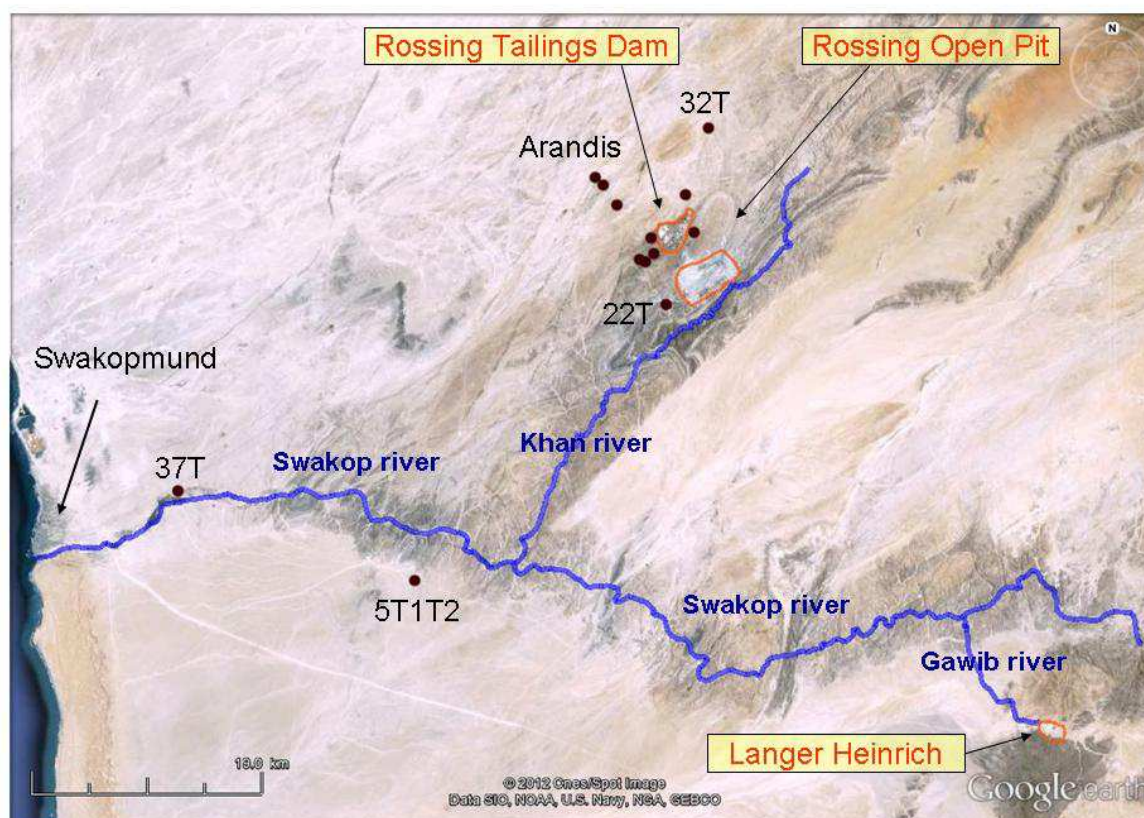 Rossing Tailings Dam
Rossing Open Pit
N
32T
Arandis
22T
Swakopmund
Khan river
Swakop river
37T
5T1T2
Swakop river
Gawib river
Langer Heinrich
19.0 km
© 2012 Cnes/Spot Image
Data SIO, NOAA, U.S. Navy, NGA, GEBCO
Google earth